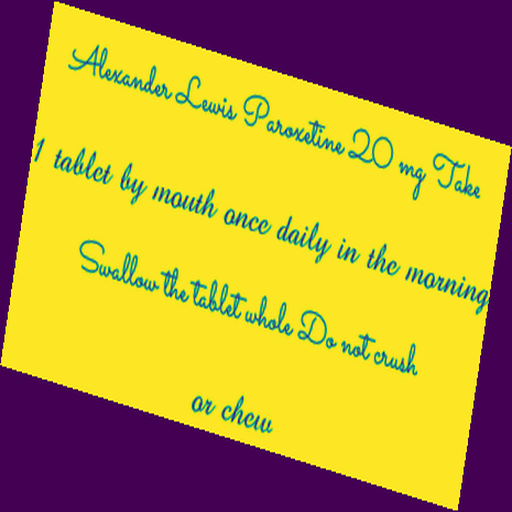 Alexander Lewis Paroxetine 20 mg Take
1 tablet by mouth once daily in the morning
Swallow the tablet whole Do not crush
or chew